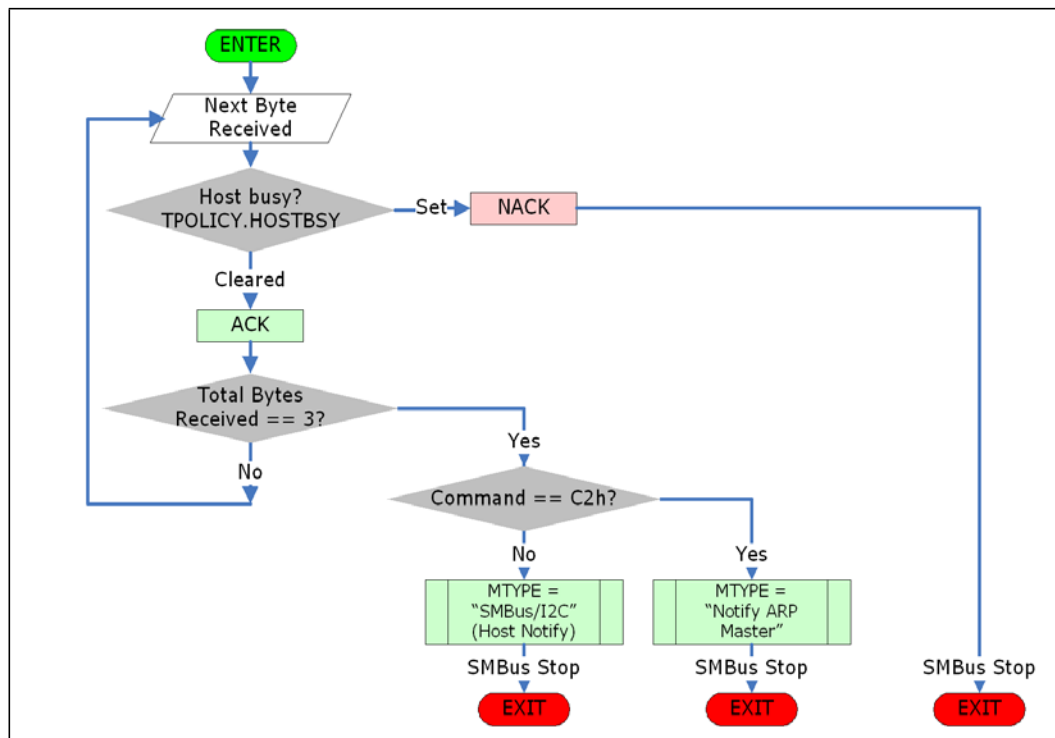 ENTER
Next Byte
Received
Host busy?
TPOLICY.HOSTBSY
Set
NACK
Cleared
ACK
Total Bytes
Received == 3?
Yes
No
Command == C2h?
No
Yes
MTYPE =
“SMBus/I2C”
(Host Notify)
MTYPE =
“Notify ARP
Master”
SMBus Stop
SMBus Stop
SMBus Stop
EXIT
EXIT
EXIT